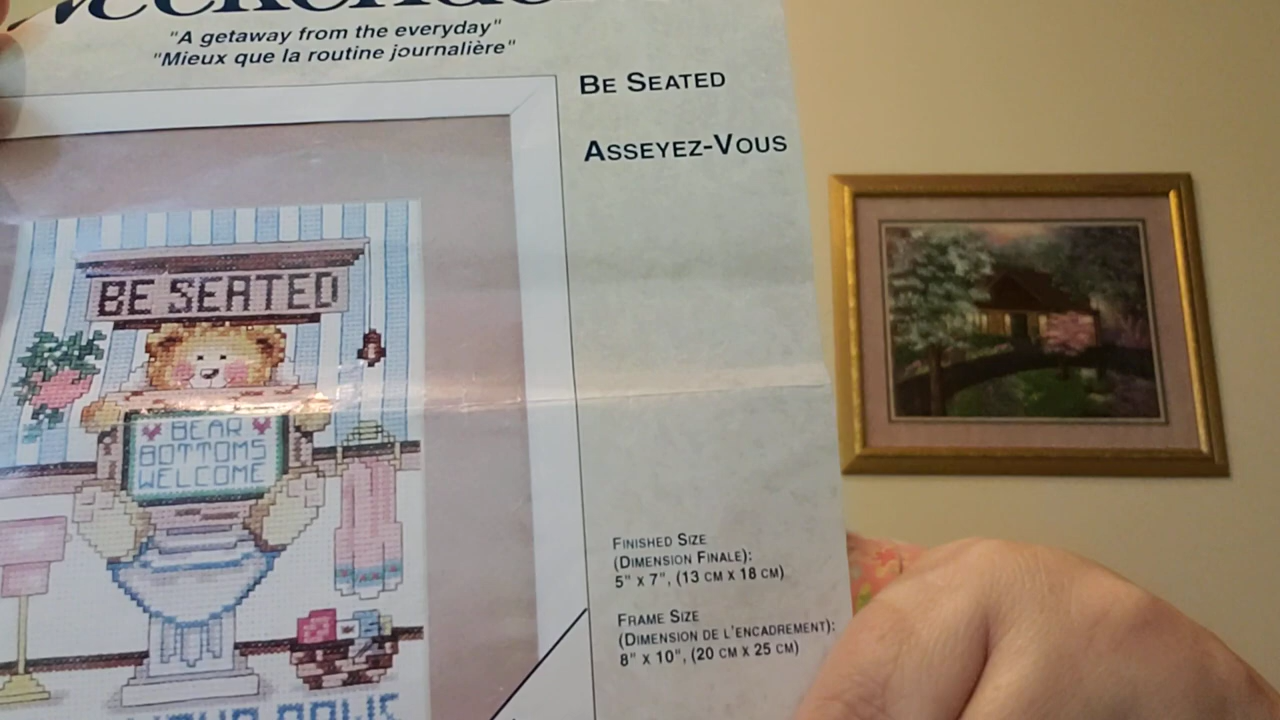 "A getaway from the everyday"
"Mieux que la routine journalière"
BE SEATED
ASSEYEZ-VOUS
BE SEATED
BEAR
BOTTOMS
WELCOME
FINISHED SIZE
(DIMENSION FINALE):
5" X 7", (13 CM X 18 CM)
FRAME SIZE
(DIMENSION DE L'ENCADREMENT):
8" X 10", (20 CM X 25 CM)